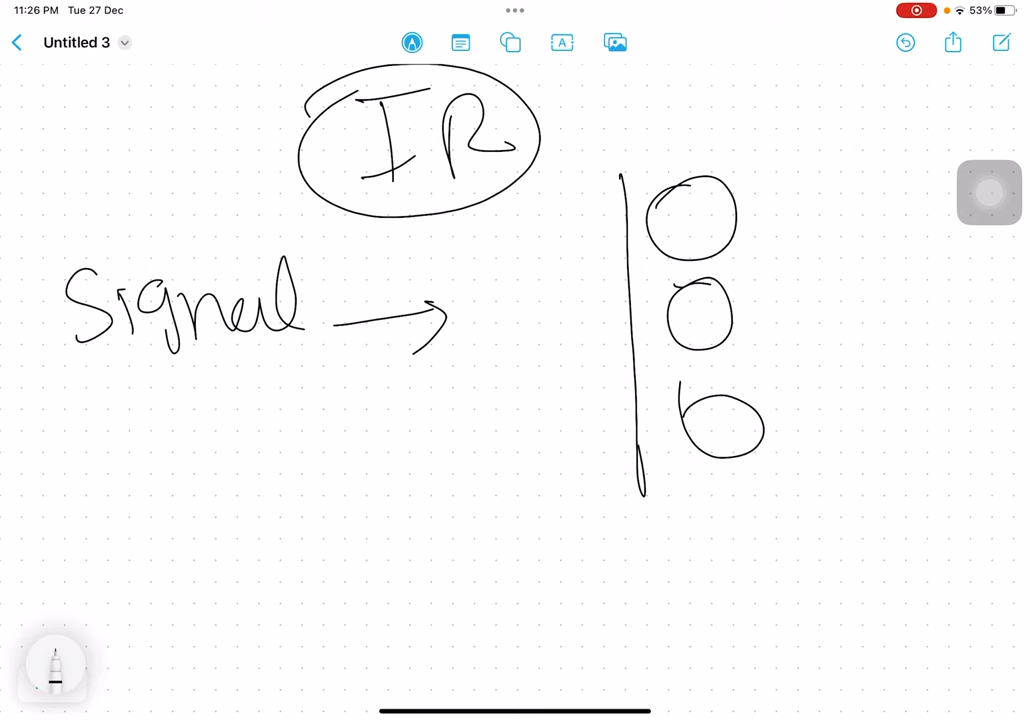 11:26 PM Tue 27 Dec
53%
Untitled 3
A
IR
Signal →